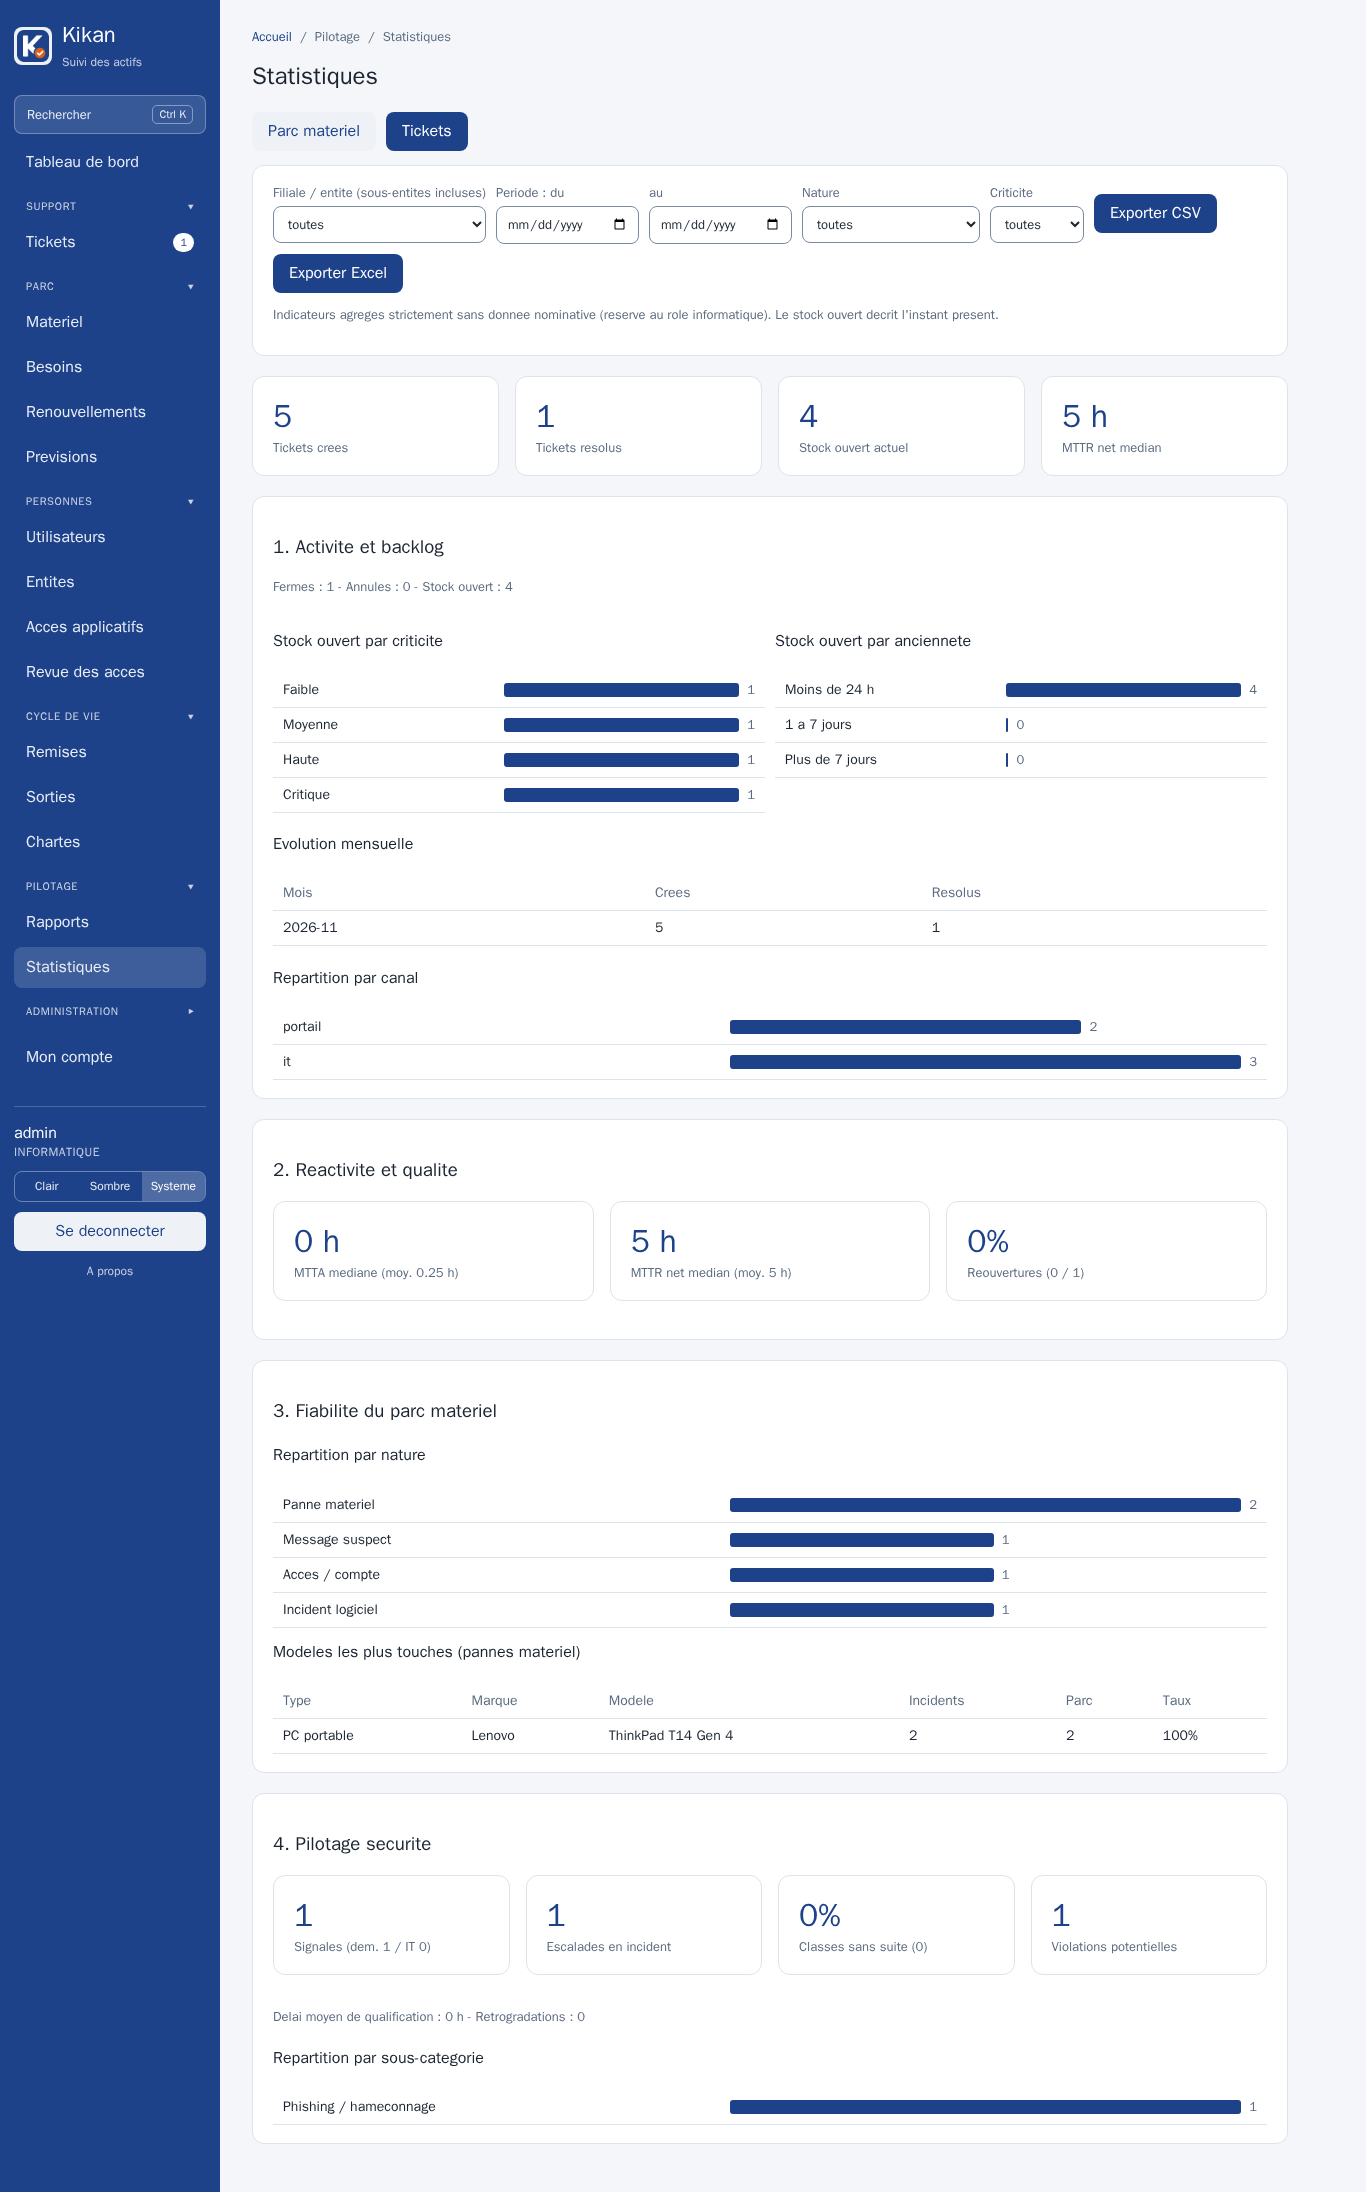 Kikan
Suivi des actifs
Rechercher Ctrl K
Tableau de bord
SUPPORT ▾
Tickets 1
PARC ▾
Materiel
Besoins
Renouvellements
Previsions
PERSONNES ▾
Utilisateurs
Entites
Acces applicatifs
Revue des acces
CYCLE DE VIE ▾
Remises
Sorties
Chartes
PILOTAGE ▾
Rapports
Statistiques
ADMINISTRATION ▸
Mon compte
admin
INFORMATIQUE
Clair Sombre Systeme
Se deconnecter
A propos
Accueil / Pilotage / Statistiques
Statistiques
Parc materiel Tickets
Filiale / entite (sous-entites incluses) Periode : du au Nature Criticite
toutes mm/dd/yyyy mm/dd/yyyy toutes toutes Exporter CSV
Exporter Excel
Indicateurs agreges strictement sans donnee nominative (reserve au role informatique). Le stock ouvert decrit l'instant present.
5 1 4 5 h
Tickets crees Tickets resolus Stock ouvert actuel MTTR net median
1. Activite et backlog
Fermes : 1 - Annules : 0 - Stock ouvert : 4
Stock ouvert par criticite
Faible 1
Moyenne 1
Haute 1
Critique 1
Stock ouvert par anciennete
Moins de 24 h 4
1 a 7 jours 0
Plus de 7 jours 0
Evolution mensuelle
Mois Crees Resolus
2026-11 5 1
Repartition par canal
portail 2
it 3
2. Reactivite et qualite
0 h 5 h 0%
MTTA mediane (moy. 0.25 h) MTTR net median (moy. 5 h) Reouvertures (0 / 1)
3. Fiabilite du parc materiel
Repartition par nature
Panne materiel 2
Message suspect 1
Acces / compte 1
Incident logiciel 1
Modeles les plus touches (pannes materiel)
Type Marque Modele Incidents Parc Taux
PC portable Lenovo ThinkPad T14 Gen 4 2 2 100%
4. Pilotage securite
1 1 0% 1
Signales (dem. 1 / IT 0) Escalades en incident Classes sans suite (0) Violations potentielles
Delai moyen de qualification : 0 h - Retrogradations : 0
Repartition par sous-categorie
Phishing / hameconnage 1